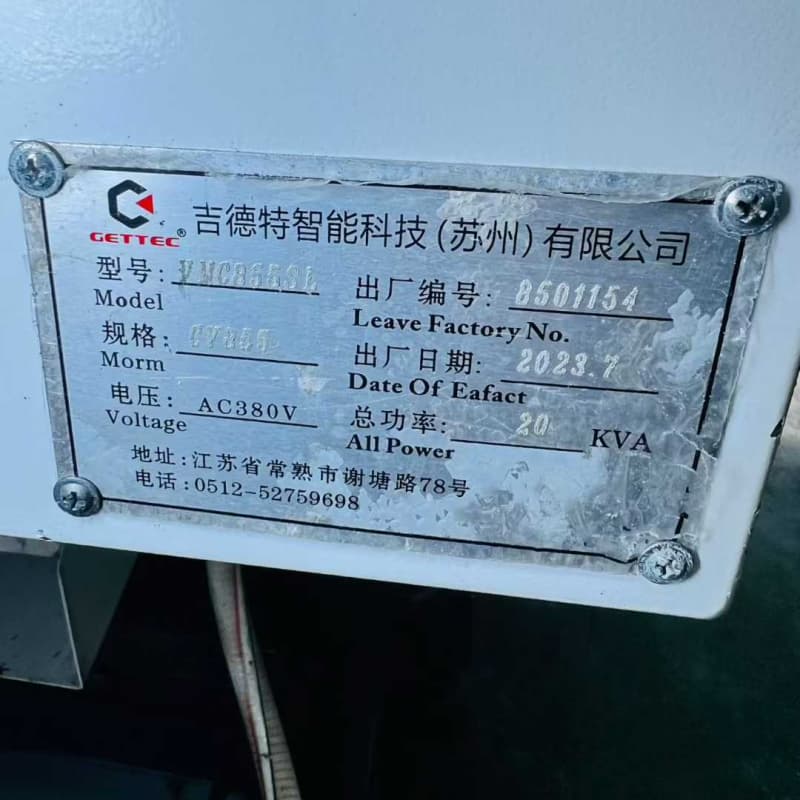 GETTEC® 吉德特智能科技(苏州)有限公司
型号: VMC855SL 出厂编号: 8501154
Model Leave Factory No.
规格: 出厂日期: 2023.7
Morm Date Of Eafact
电压: AC380V 总功率: 20 KVA
Voltage All Power
地址:江苏省常熟市谢塘路78号
电话:0512-52759698